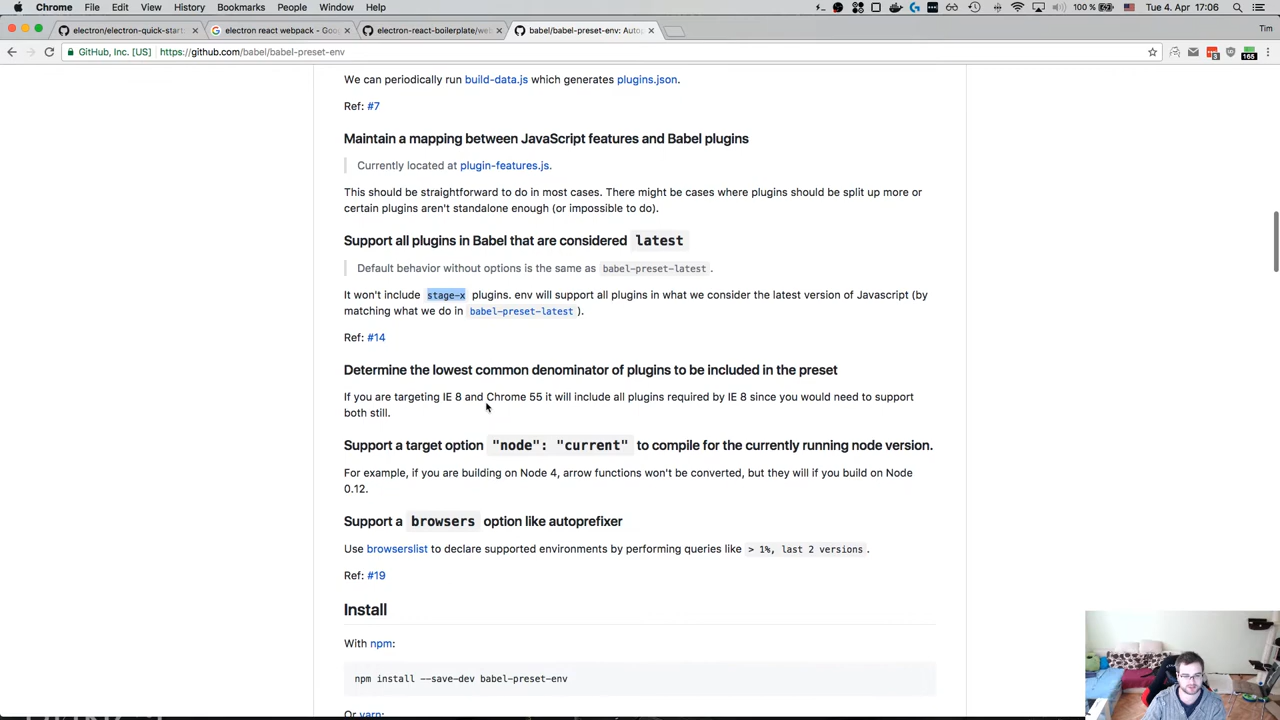 Chrome File Edit View History Bookmarks People Window Help 100 % Tue 4. Apr 17:06
electron/electron-quick-start: electron react webpack - Goo electron-react-boilerplate/we babel/babel-preset-env: Auto Tim
GitHub, Inc. [US] https://github.com/babel/babel-preset-env 3 165
We can periodically run build-data.js which generates plugins.json.
Ref: #7
Maintain a mapping between JavaScript features and Babel plugins
Currently located at plugin-features.js.
This should be straightforward to do in most cases. There might be cases where plugins should be split up more or
certain plugins aren't standalone enough (or impossible to do).
Support all plugins in Babel that are considered latest
Default behavior without options is the same as babel-preset-latest.
It won't include stage-x plugins. env will support all plugins in what we consider the latest version of Javascript (by
matching what we do in babel-preset-latest ).
Ref: #14
Determine the lowest common denominator of plugins to be included in the preset
If you are targeting IE 8 and Chrome 55 it will include all plugins required by IE 8 since you would need to support
both still.
Support a target option "node": "current" to compile for the currently running node version.
For example, if you are building on Node 4, arrow functions won't be converted, but they will if you build on Node
0.12.
Support a browsers option like autoprefixer
Use browserslist to declare supported environments by performing queries like > 1%, last 2 versions.
Ref: #19
Install
With npm:
npm install --save-dev babel-preset-env
Or yarn: